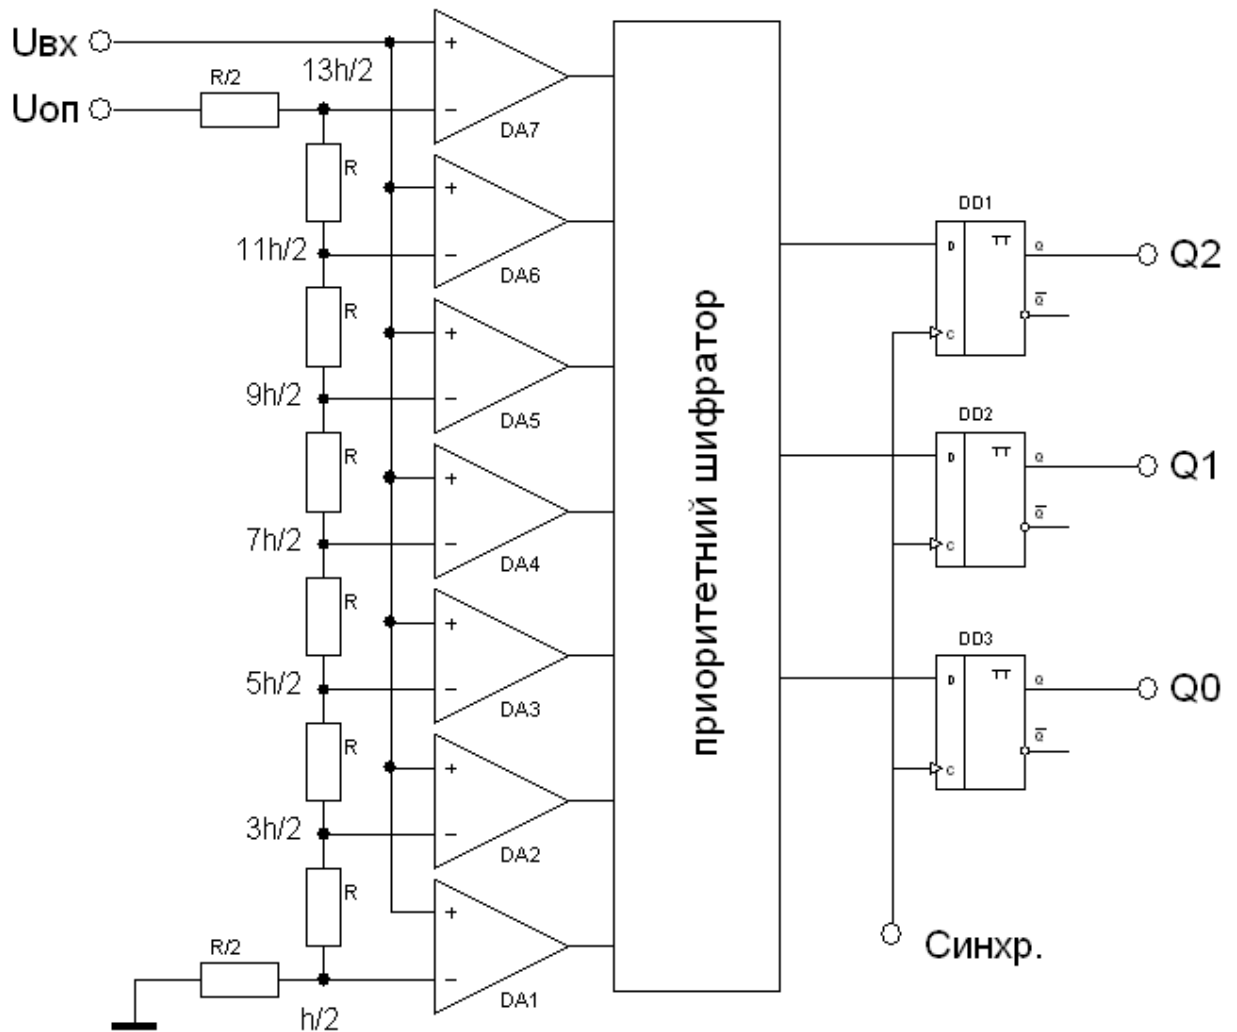 Uвх
13h/2
R/2
Uоп
DA7
R
11h/2
DA6
R
9h/2
DA5
R
7h/2
DA4
R
5h/2
DA3
R
3h/2
DA2
R
R/2
h/2
DA1
+
−
+
−
+
−
+
−
+
−
+
−
+
−
приоритетний шифратор
DD1
D
TT
Q
Q
C
Q2
DD2
D
TT
Q
Q
C
Q1
DD3
D
TT
Q
Q
C
Q0
Синхр.